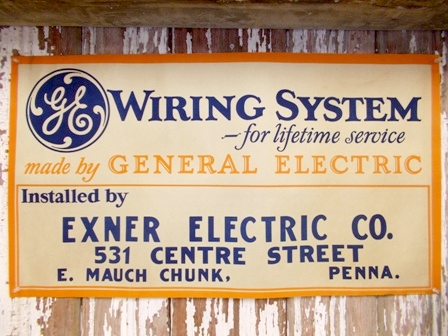 GE WIRING SYSTEM
—for lifetime service
made by GENERAL ELECTRIC
Installed by
EXNER ELECTRIC CO.
531 CENTRE STREET
E. MAUCH CHUNK, PENNA.